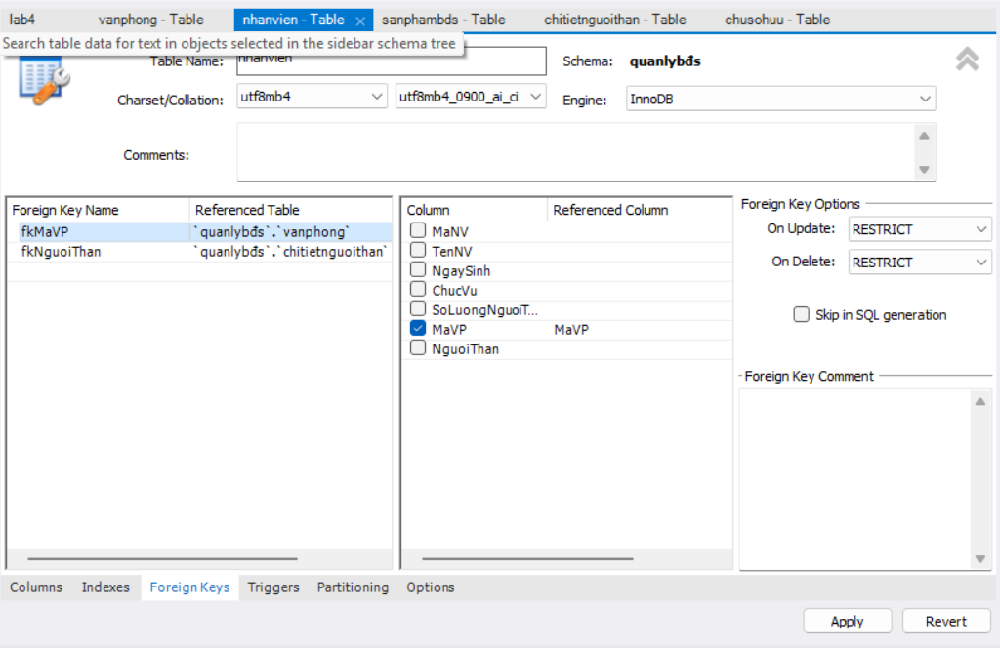 lab4 vanphong - Table nhanvien - Table × sanphambds - Table chitietnguoithan - Table chusohuu - Table
Search table data for text in objects selected in the sidebar schema tree
Table Name: nhanvien Schema: quanlybđs
Charset/Collation: utf8mb4 utf8mb4_0900_ai_ci Engine: InnoDB
Comments:
Foreign Key Name Referenced Table Column Referenced Column Foreign Key Options
fkMaVP `quanlybđs`.`vanphong` MaNV On Update: RESTRICT
fkNguoiThan `quanlybđs`.`chitietnguoithan` TenNV On Delete: RESTRICT
NgaySinh
ChucVu
SoLuongNguoiT... Skip in SQL generation
MaVP MaVP
NguoiThan
Foreign Key Comment
Columns Indexes Foreign Keys Triggers Partitioning Options
Apply Revert